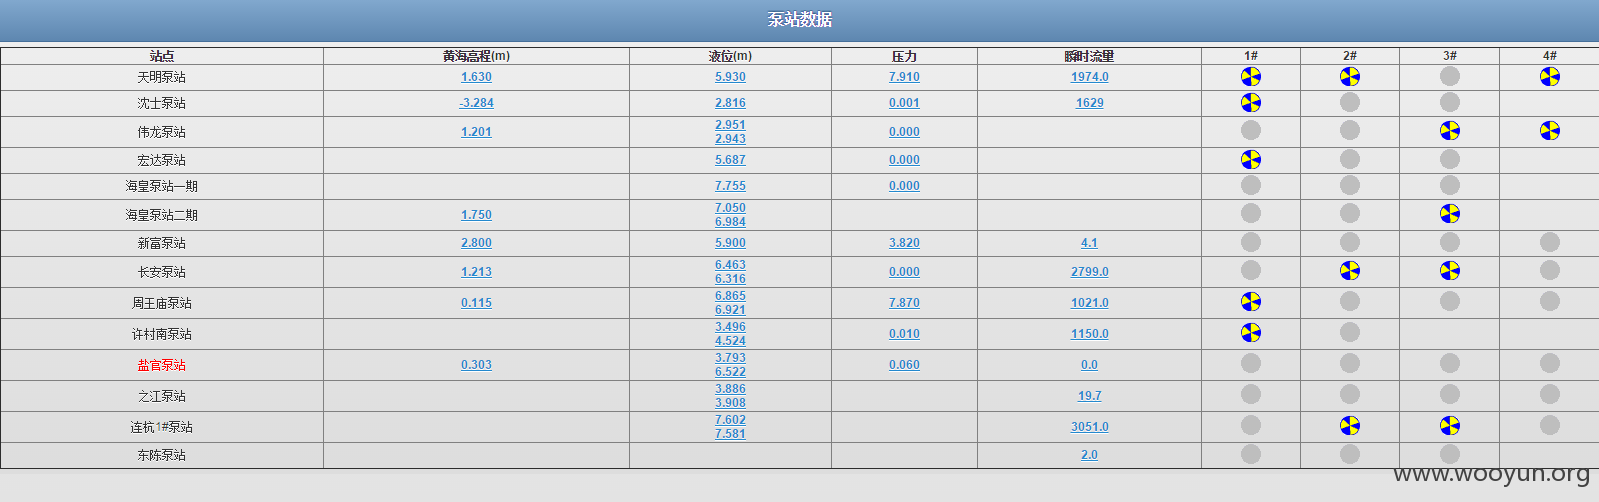 泵站数据
站点 黄海高程(m) 液位(m) 压力 瞬时流量 1# 2# 3# 4#
天明泵站 1.630 5.930 7.910 1974.0
沈士泵站 -3.284 2.816 0.001 1629
伟龙泵站 1.201 2.951 0.000
2.943
宏达泵站 5.687 0.000
海皇泵站一期 7.755 0.000
海皇泵站二期 1.750 7.050
6.984
新富泵站 2.800 5.900 3.820 4.1
长安泵站 1.213 6.463 0.000 2799.0
6.316
周王庙泵站 0.115 6.865 7.870 1021.0
6.921
许村南泵站 3.496 0.010 1150.0
4.524
盐官泵站 0.303 3.793 0.060 0.0
6.522
之江泵站 3.886 19.7
3.908
连杭1#泵站 7.602 3051.0
7.581
东陈泵站 2.0
www.wooyun.org